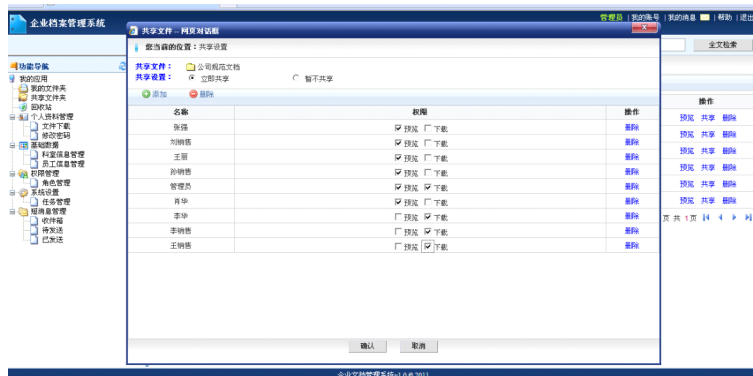 企业档案管理系统
管理员 | 我的账号 | 我的消息 | 帮助 | 退出
共享文件 -- 网页对话框
您当前的位置：共享设置
全文检索
功能导航
共享文件： 公司规范文档
共享设置： 立即共享 暂不共享
添加 删除
我的应用
我的文件夹
共享文件夹
回收站
个人资料管理
文件下载
修改密码
基础数据
科室信息管理
员工信息管理
权限管理
角色管理
系统设置
任务管理
短消息管理
收件箱
待发送
已发送
名称 权限 操作
张强 预览 下载 删除
刘销售 预览 下载 删除
王丽 预览 下载 删除
孙销售 预览 下载 删除
管理员 预览 下载 删除
肖华 预览 下载 删除
李华 预览 下载 删除
李销售 预览 下载 删除
王销售 预览 下载 删除
操作
预览 共享 删除
预览 共享 删除
预览 共享 删除
预览 共享 删除
预览 共享 删除
预览 共享 删除
页 共 1页
确认 取消
企业文档管理系统v1.0 © 2011